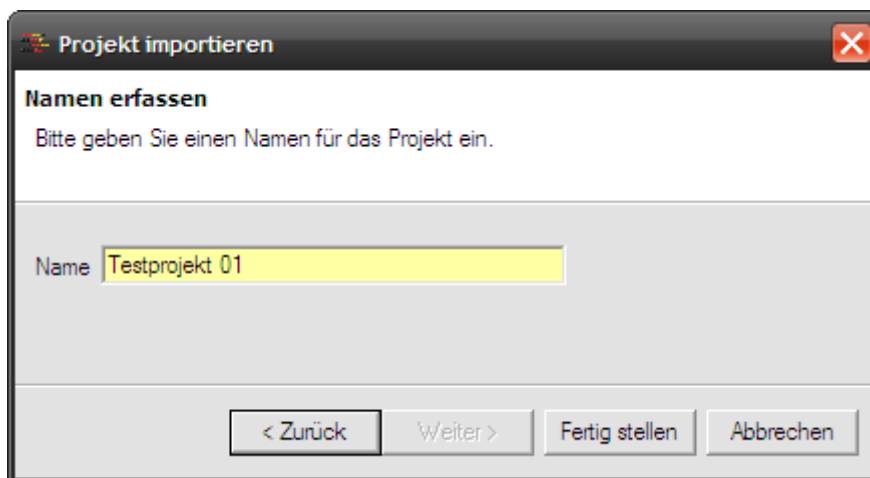 Projekt importieren
Namen erfassen
Bitte geben Sie einen Namen für das Projekt ein.
Name Testprojekt 01
< Zurück Weiter > Fertig stellen Abbrechen